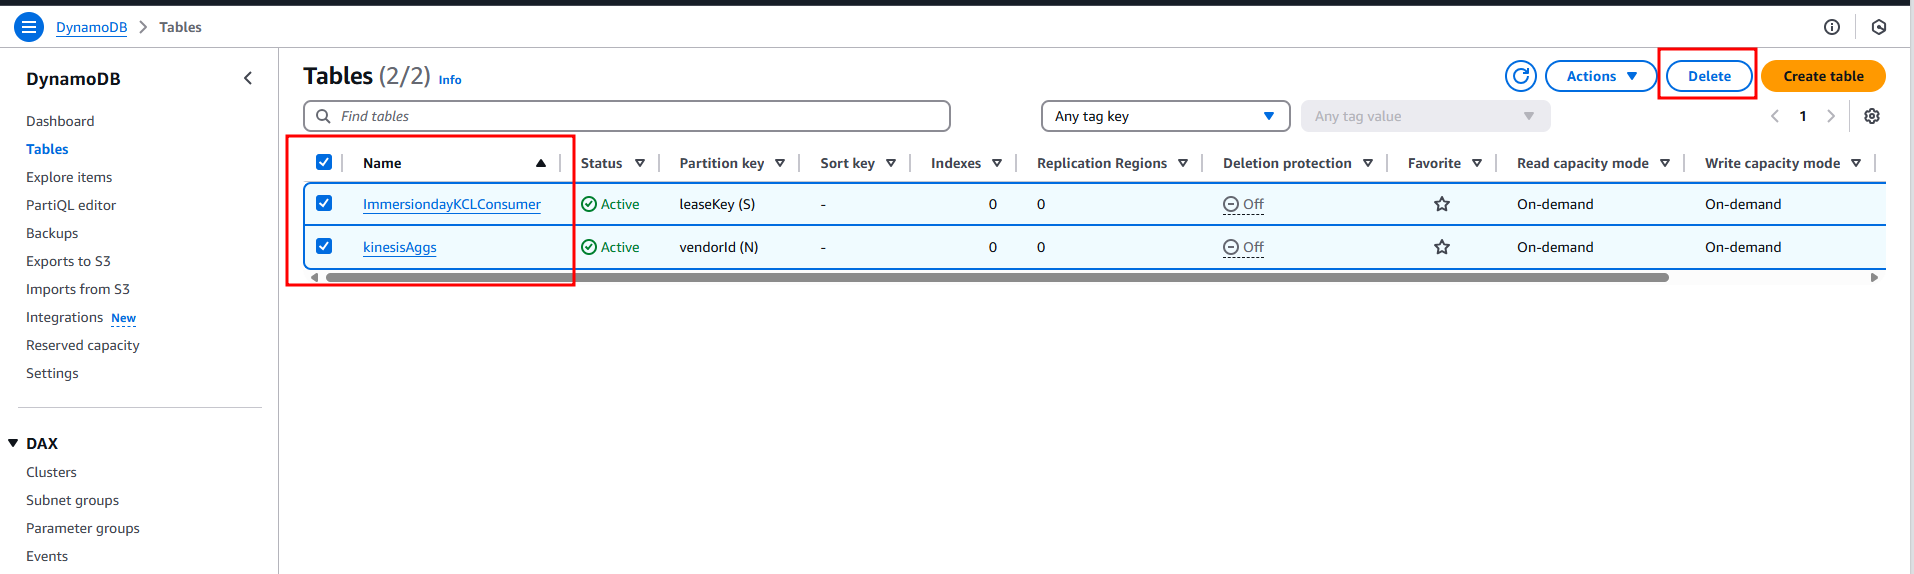 DynamoDB > Tables
DynamoDB
Dashboard
Tables
Explore items
PartiQL editor
Backups
Exports to S3
Imports from S3
Integrations New
Reserved capacity
Settings
DAX
Clusters
Subnet groups
Parameter groups
Events
Tables (2/2) Info
Actions Delete Create table
Find tables Any tag key Any tag value 1
Name Status Partition key Sort key Indexes Replication Regions Deletion protection Favorite Read capacity mode Write capacity mode
ImmersiondayKCLConsumer Active leaseKey (S) - 0 0 Off On-demand On-demand
kinesisAggs Active vendorId (N) - 0 0 Off On-demand On-demand